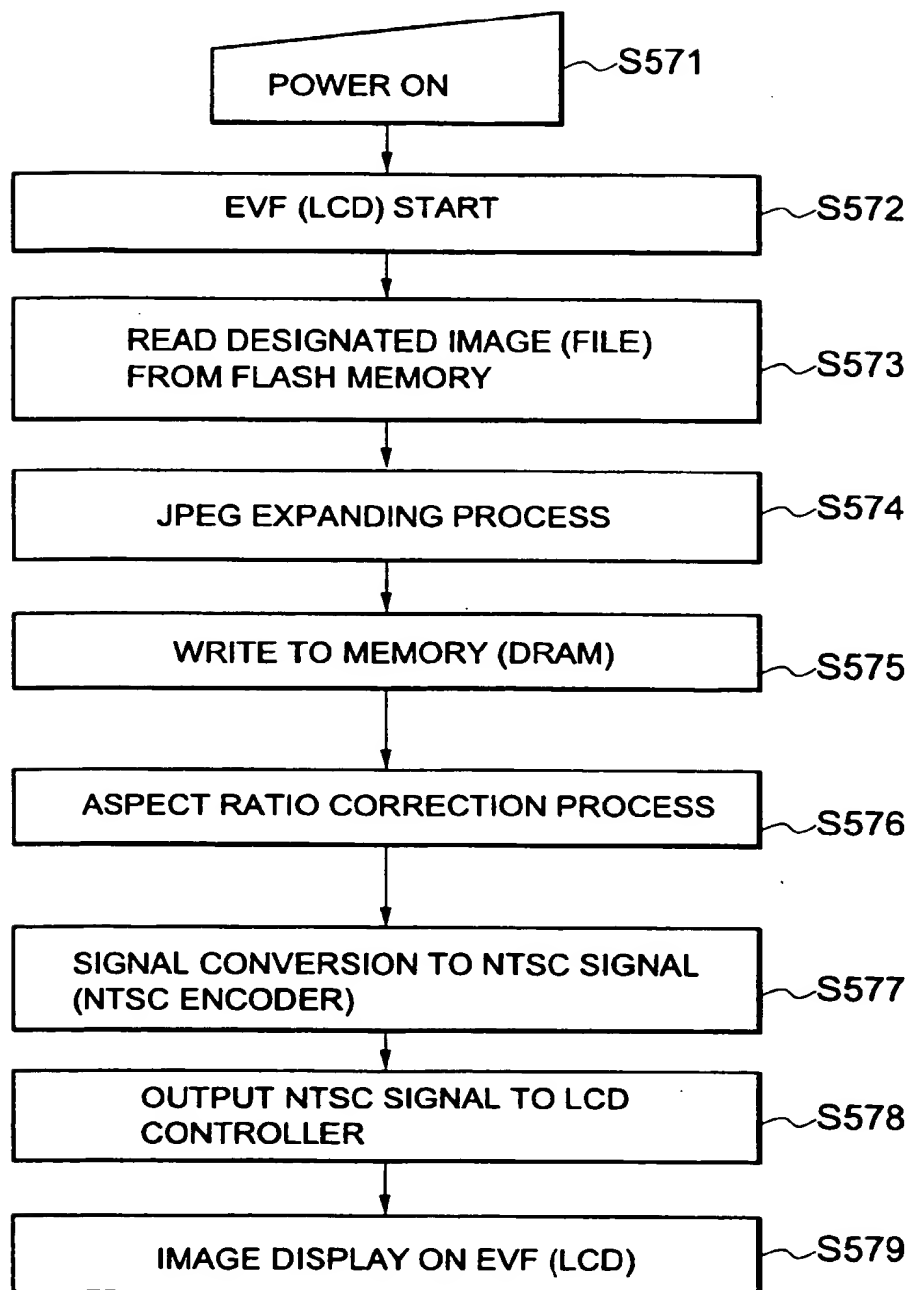 POWER ON
S571
EVF (LCD) START
S572
READ DESIGNATED IMAGE (FILE)
FROM FLASH MEMORY
S573
JPEG EXPANDING PROCESS
S574
WRITE TO MEMORY (DRAM)
S575
ASPECT RATIO CORRECTION PROCESS
S576
SIGNAL CONVERSION TO NTSC SIGNAL
(NTSC ENCODER)
S577
OUTPUT NTSC SIGNAL TO LCD
CONTROLLER
S578
IMAGE DISPLAY ON EVF (LCD)
S579